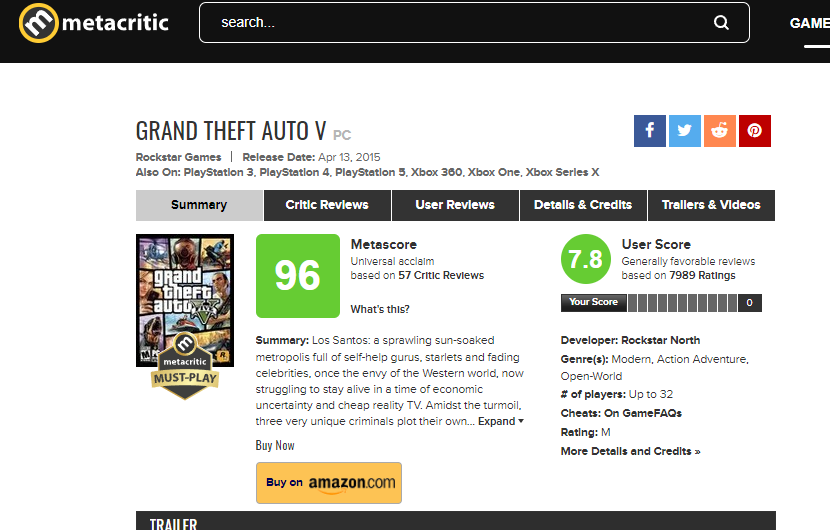 metacritic
search...
GAME
GRAND THEFT AUTO V PC
Rockstar Games | Release Date: Apr 13, 2015
Also On: PlayStation 3, PlayStation 4, PlayStation 5, Xbox 360, Xbox One, Xbox Series X
Summary
Critic Reviews
User Reviews
Details & Credits
Trailers & Videos
grand
theft
auto
V
metacritic
MUST-PLAY
96
Metascore
Universal acclaim
based on 57 Critic Reviews
What's this?
Summary: Los Santos: a sprawling sun-soaked
metropolis full of self-help gurus, starlets and fading
celebrities, once the envy of the Western world, now
struggling to stay alive in a time of economic
uncertainty and cheap reality TV. Amidst the turmoil,
three very unique criminals plot their own... Expand
Buy Now
Buy on amazon.com
7.8
User Score
Generally favorable reviews
based on 7989 Ratings
Your Score
0
Developer: Rockstar North
Genre(s): Modern, Action Adventure,
Open-World
# of players: Up to 32
Cheats: On GameFAQs
Rating: M
More Details and Credits »
TRAILER